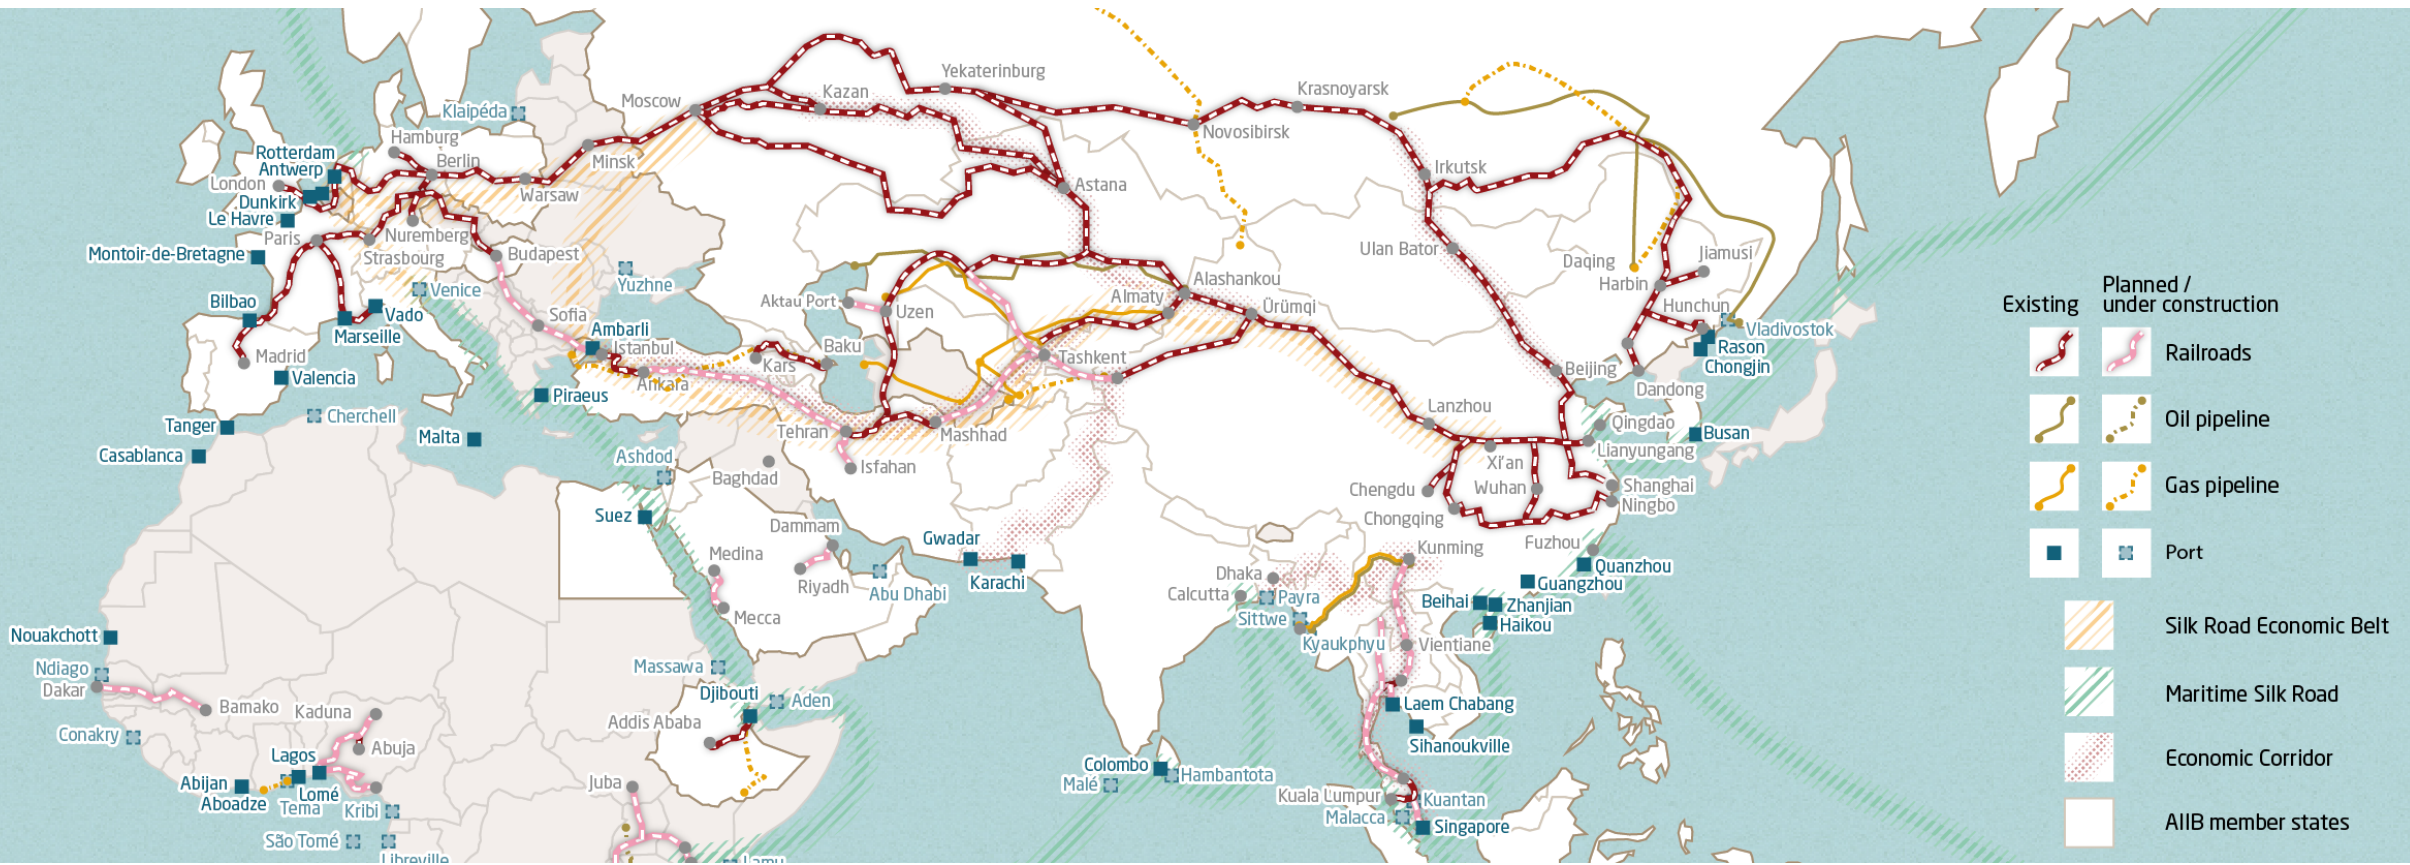 Yekaterinburg
Krasnoyarsk
Kazan
Moscow
Klaipéda
Novosibirsk
Hamburg
Berlin
Minsk
Rotterdam
Antwerp
London
Dunkirk
Le Havre
Warsaw
Irkutsk
Astana
Paris
Nuremberg
Strasbourg
Budapest
Montoir-de-Bretagne
Ulan Bator
Jiamusi
Daqing
Harbin
Yuzhne
Venice
Alashankou
Almaty
Ürümqi
Bilbao
Aktau Port
Uzen
Hunchun
Vladivostok
Rason
Chongjin
Sofia
Vado
Marseille
Ambarli
Istanbul
Baku
Kars
Tashkent
Madrid
Valencia
Ankara
Beijing
Dandong
Piraeus
Cherchell
Tanger
Malta
Casablanca
Tehran
Mashhad
Lanzhou
Qingdao
Busan
Lianyungang
Ashdod
Baghdad
Isfahan
Xi'an
Chengdu
Wuhan
Shanghai
Ningbo
Chongqing
Suez
Dammam
Gwadar
Karachi
Medina
Riyadh
Abu Dhabi
Mecca
Kunming
Fuzhou
Quanzhou
Guangzhou
Dhaka
Calcutta
Payra
Sittwe
Kyaukphyu
Beihai
Zhanjian
Haikou
Vientiane
Nouakchott
Ndiago
Dakar
Bamako
Conakry
Kaduna
Abuja
Lagos
Abijan
Aboadze
Lomé
Tema
Kribi
São Tomé
Libreville
Massawa
Djibouti
Aden
Addis Ababa
Juba
Lamu
Colombo
Malé
Hambantota
Laem Chabang
Sihanoukville
Kuala Lumpur
Kuantan
Malacca
Singapore
Existing
Planned /
under construction
Railroads
Oil pipeline
Gas pipeline
Port
Silk Road Economic Belt
Maritime Silk Road
Economic Corridor
AIIB member states